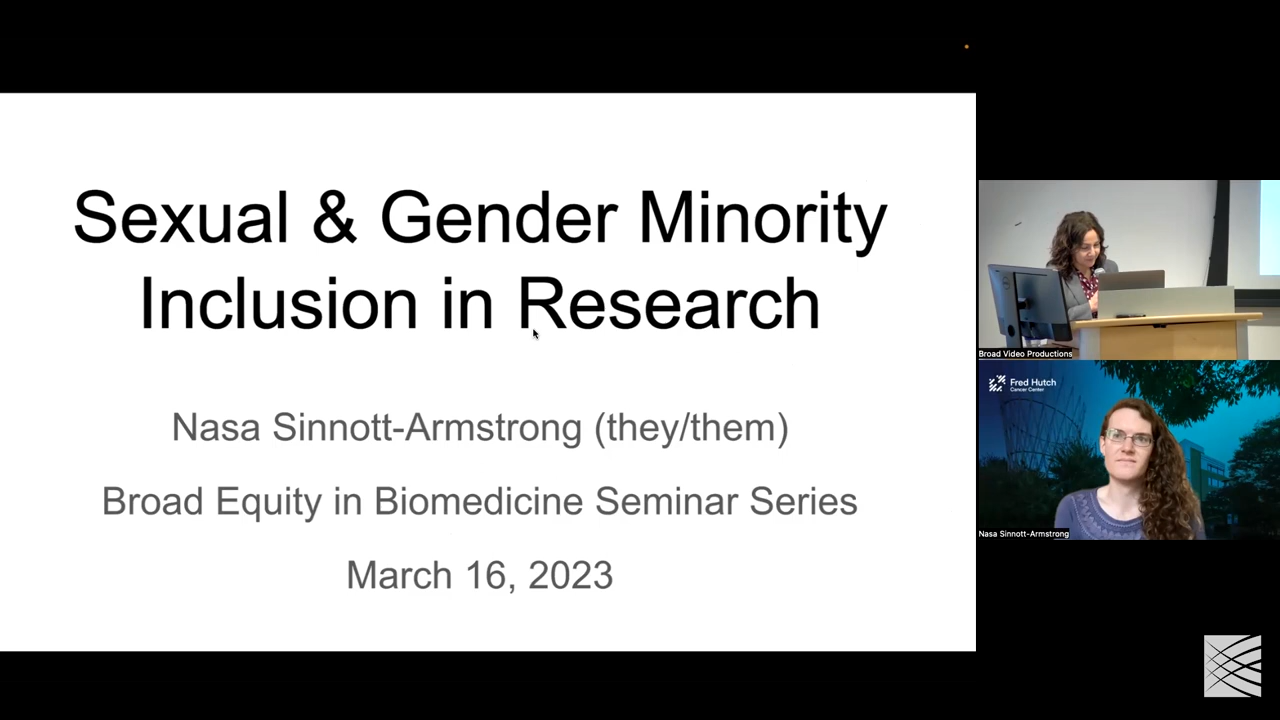 Sexual & Gender Minority
Inclusion in Research
Nasa Sinnott-Armstrong (they/them)
Broad Equity in Biomedicine Seminar Series
March 16, 2023
Broad Video Productions
Fred Hutch
Cancer Center
Nasa Sinnott-Armstrong